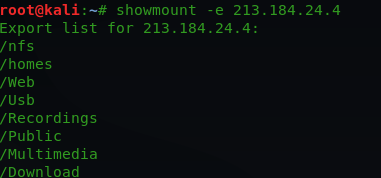 root@kali:~# showmount -e 213.184.24.4
Export list for 213.184.24.4:
/nfs
/homes
/Web
/Usb
/Recordings
/Public
/Multimedia
/Download